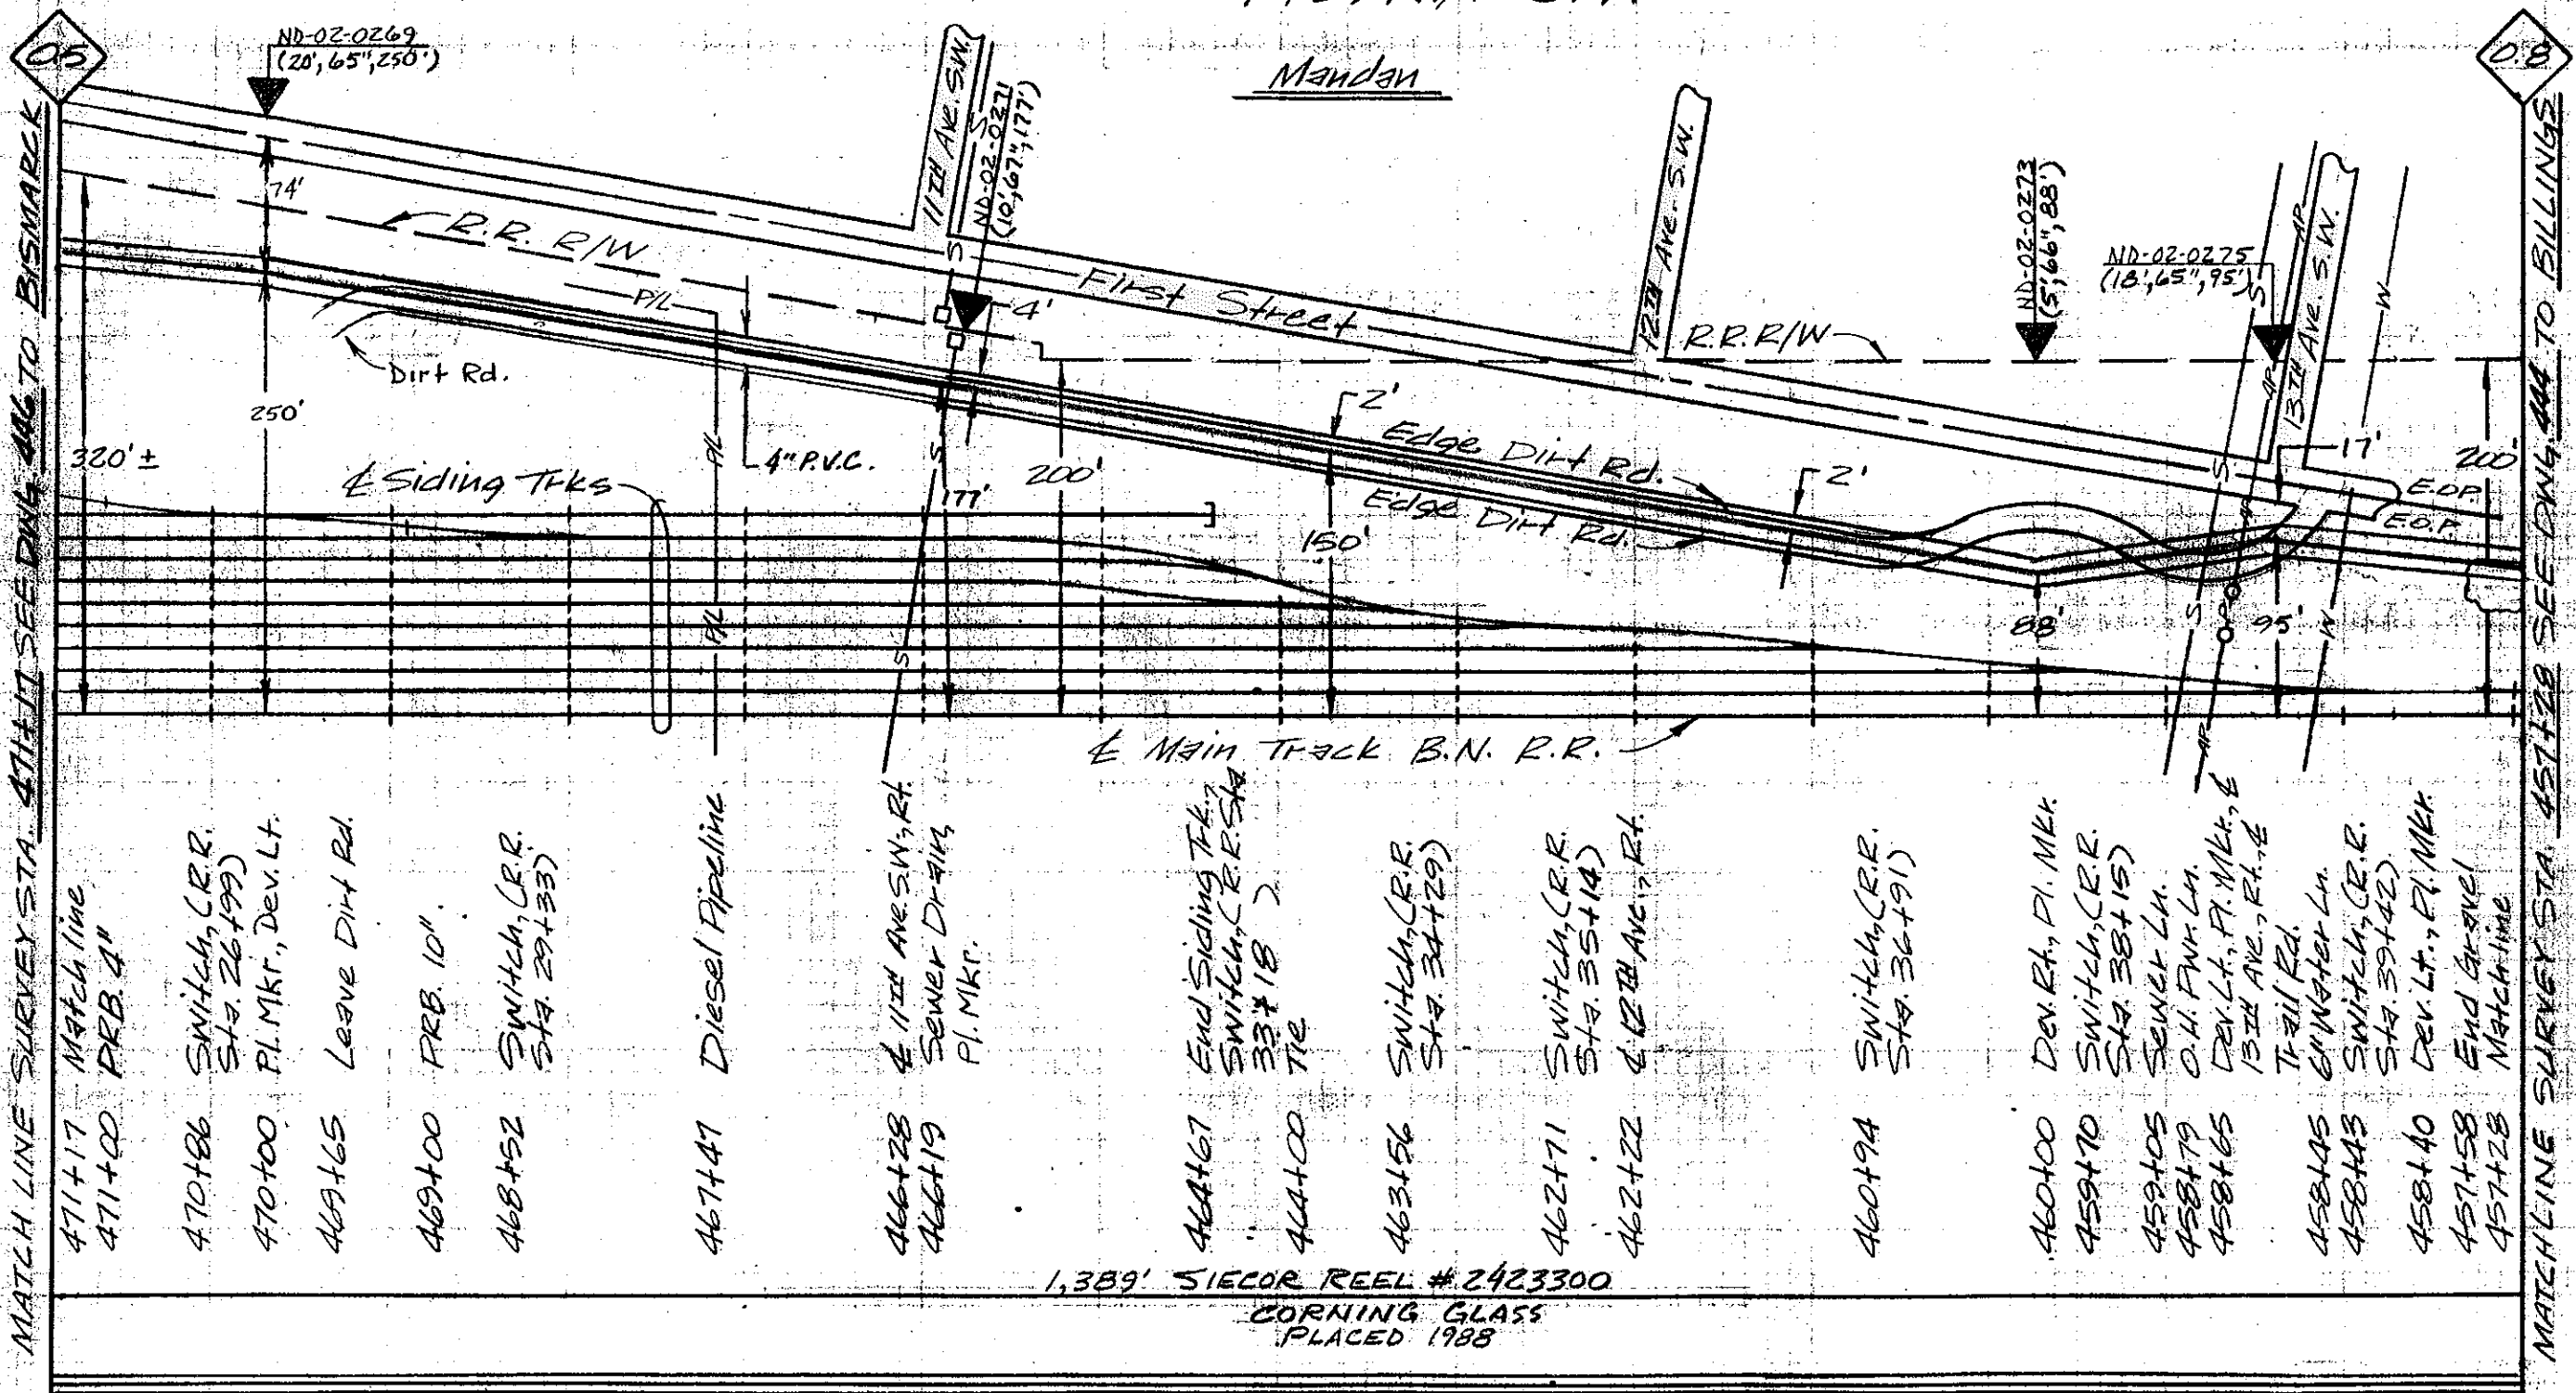 05
ND-02-0269
(20', 65", 250')
Mandan
0.8
MATCH LINE SURVEY STA. 471+17 SEE DWG. 446 TO BISMARCK
74'
R.R. R/W
11TH Ave. S.W.
S
ND-02-0271
(10', 67", 177')
4'
First Street
12TH Ave. S.W.
R.R. R/W
ND-02-0273
(5', 66", 88')
ND-02-0275
(18', 65", 95')
13TH Ave. S.W.
S
AP
W
P/L
Dirt Rd.
250'
320' ±
4" P.V.C.
₵ Siding Trks
177'
200'
2'
Edge Dirt Rd.
Edge Dirt Rd.
150'
2'
17'
200'
E.O.P.
E.O.P.
88'
95'
P/L
P/L
S
S
S
S
AP
AP
W
AP
₵ Main Track B.N. R.R.
471+17 Match line
471+00 PRB. 4"
470+86 Switch, (R.R.
Sta. 26+99)
470+00 Pl. Mkr., Dev. Lt.
469+65 Leave Dirt Rd.
469+00 PRB. 10".
468+52 Switch, (R.R.
Sta. 29+33)
467+47 Diesel Pipeline
466+28 ₵ 11TH Ave. S.W., Rt.
466+19 Sewer Drain,
Pl. Mkr.
464+67 End Siding Trk.,
Switch, (R.R. Sta
33+18)
464+00 Tie
463+56 Switch, (R.R.
Sta. 34+29)
462+71 Switch, (R.R.
Sta. 35+14)
462+22 ₵ 12TH Ave., Rt.
460+94 Switch, (R.R.
Sta. 36+91)
460+00 Dev. Rt., Pl. Mkr.
459+70 Switch, (R.R.
Sta. 38+15)
459+05 Sewer Ln.
458+79 O.H. Pwr. Ln.
458+65 Dev. Lt., Pl. Mkr., ₵
13TH Ave., Rt., ₵
Trail Rd.
458+45 6" Water Ln.
458+43 Switch, (R.R.
Sta. 39+42)
458+40 Dev. Lt., Pl. Mkr.
457+58 End Gravel
457+28 Match line
1,389' SIECOR REEL # 2423300
CORNING GLASS
PLACED 1988
MATCH LINE SURVEY STA. 457+28 SEE DWG. 444 TO BILLINGS